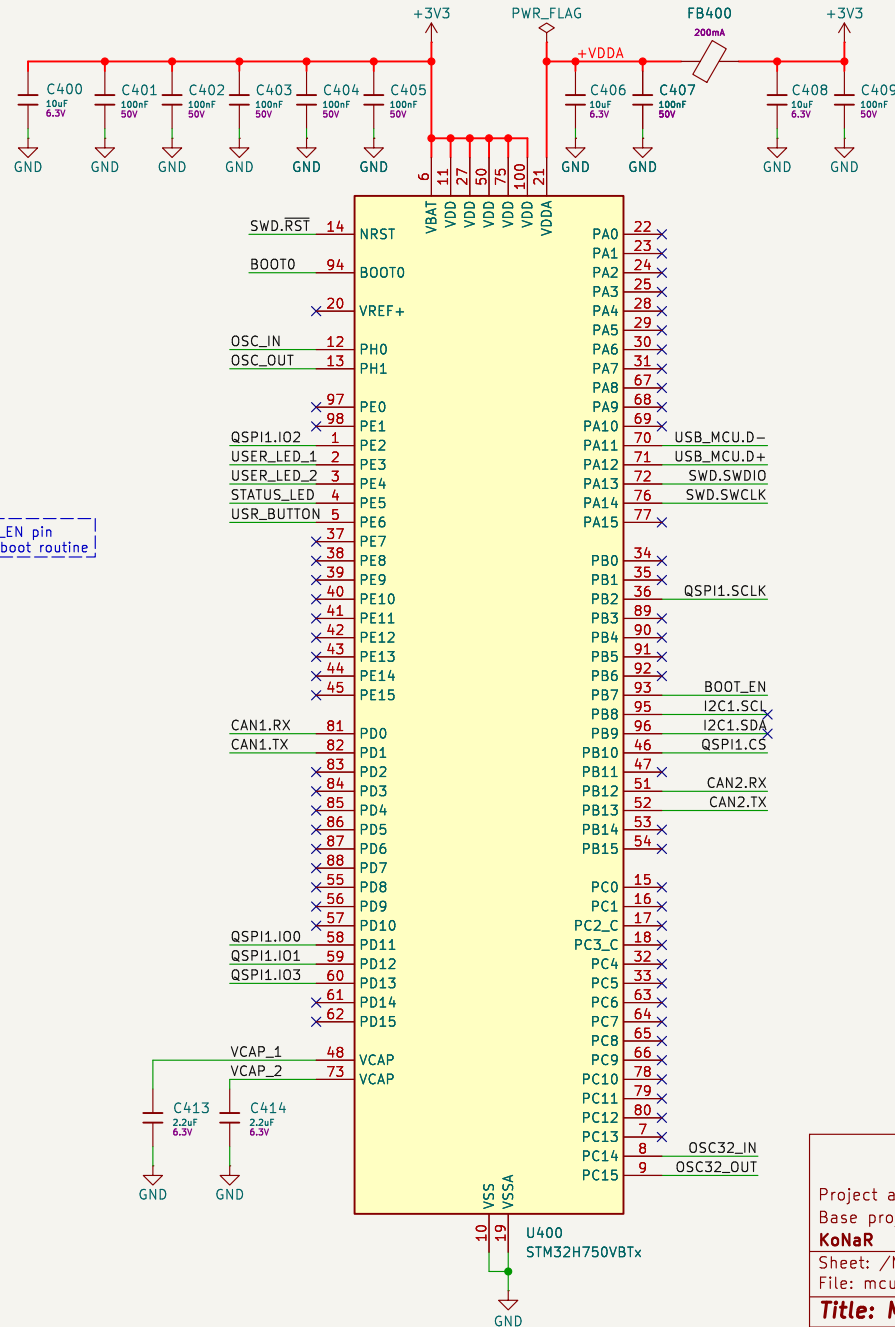 +3V3
PWR_FLAG
FB400
200mA
+3V3
+VDDA
C400
10uF
6.3V
C401
100nF
50V
C402
100nF
50V
C403
100nF
50V
C404
100nF
50V
C405
100nF
50V
C406
10uF
6.3V
C407
100nF
50V
C408
10uF
6.3V
C409
100nF
50V
GND
GND
GND
GND
GND
GND
GND
GND
GND
GND
6
11
27
50
75
100
21
VBAT
VDD
VDD
VDD
VDD
VDD
VDDA
SWD.RST 14 NRST
BOOT0 94 BOOT0
20 VREF+
OSC_IN 12 PH0
OSC_OUT 13 PH1
97 PE0
98 PE1
QSPI1.IO2 1 PE2
USER_LED_1 2 PE3
USER_LED_2 3 PE4
STATUS_LED 4 PE5
USR_BUTTON 5 PE6
37 PE7
38 PE8
39 PE9
40 PE10
41 PE11
42 PE12
43 PE13
44 PE14
45 PE15
CAN1.RX 81 PD0
CAN1.TX 82 PD1
83 PD2
84 PD3
85 PD4
86 PD5
87 PD6
88 PD7
55 PD8
56 PD9
57 PD10
QSPI1.IO0 58 PD11
QSPI1.IO1 59 PD12
QSPI1.IO3 60 PD13
61 PD14
62 PD15
VCAP_1 48 VCAP
VCAP_2 73 VCAP
PA0 22
PA1 23
PA2 24
PA3 25
PA4 28
PA5 29
PA6 30
PA7 31
PA8 67
PA9 68
PA10 69
PA11 70 USB_MCU.D-
PA12 71 USB_MCU.D+
PA13 72 SWD.SWDIO
PA14 76 SWD.SWCLK
PA15 77
PB0 34
PB1 35
PB2 36 QSPI1.SCLK
PB3 89
PB4 90
PB5 91
PB6 92
PB7 93 BOOT_EN
PB8 95 I2C1.SCL
PB9 96 I2C1.SDA
PB10 46 QSPI1.CS
PB11 47
PB12 51 CAN2.RX
PB13 52 CAN2.TX
PB14 53
PB15 54
PC0 15
PC1 16
PC2_C 17
PC3_C 18
PC4 32
PC5 33
PC6 63
PC7 64
PC8 65
PC9 66
PC10 78
PC11 79
PC12 80
PC13 7
PC14 8 OSC32_IN
PC15 9 OSC32_OUT
_EN pin
boot routine
C413
2.2uF
6.3V
C414
2.2uF
6.3V
GND
GND
VSS
VSSA
10
19
U400
STM32H750VBTx
GND
Project a
Base pro
KoNaR
Sheet: /
File: mcu
Title: